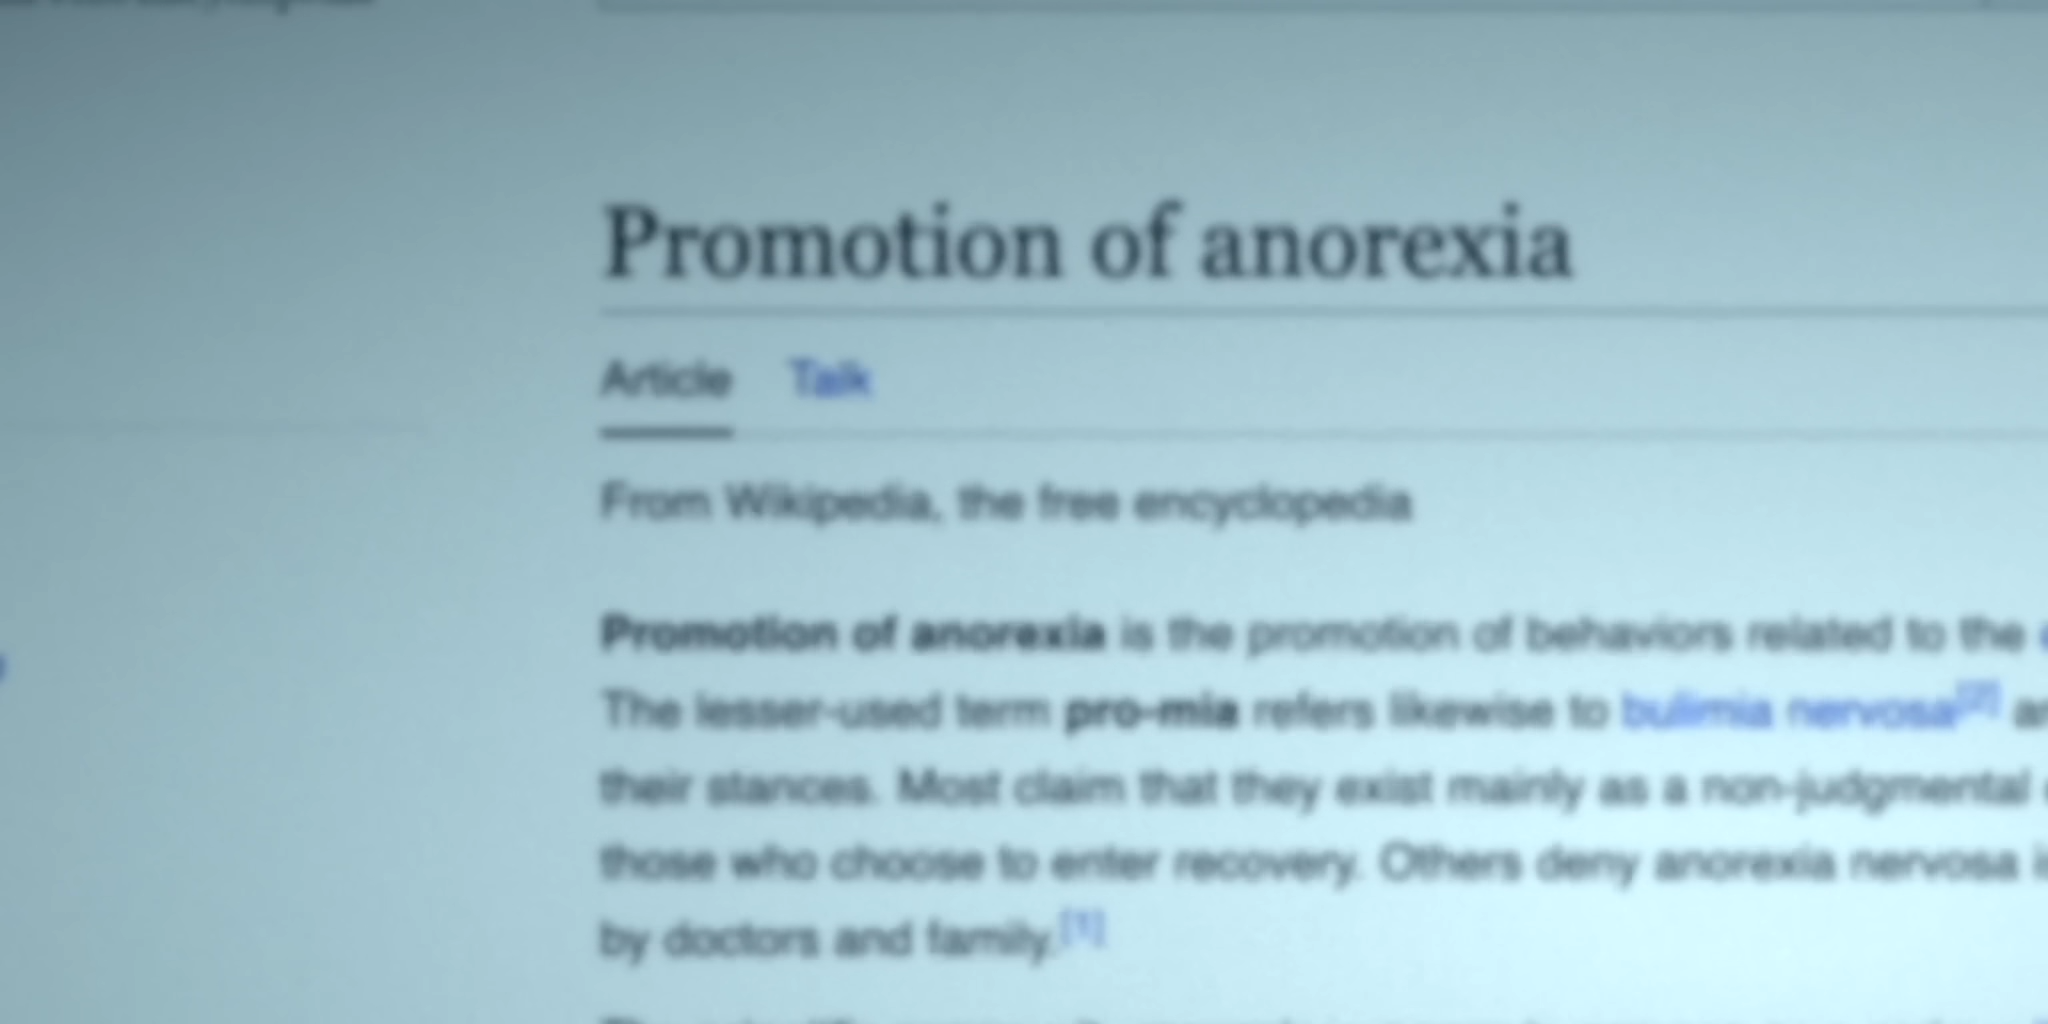 Promotion of anorexia
Article Talk
From Wikipedia, the free encyclopedia
Promotion of anorexia is the promotion of behaviors related to the
The lesser-used term pro-mia refers likewise to bulimia nervosa[2]
their stances. Most claim that they exist mainly as a non-judgmental
those who choose to enter recovery. Others deny anorexia nervosa
by doctors and family.[1]